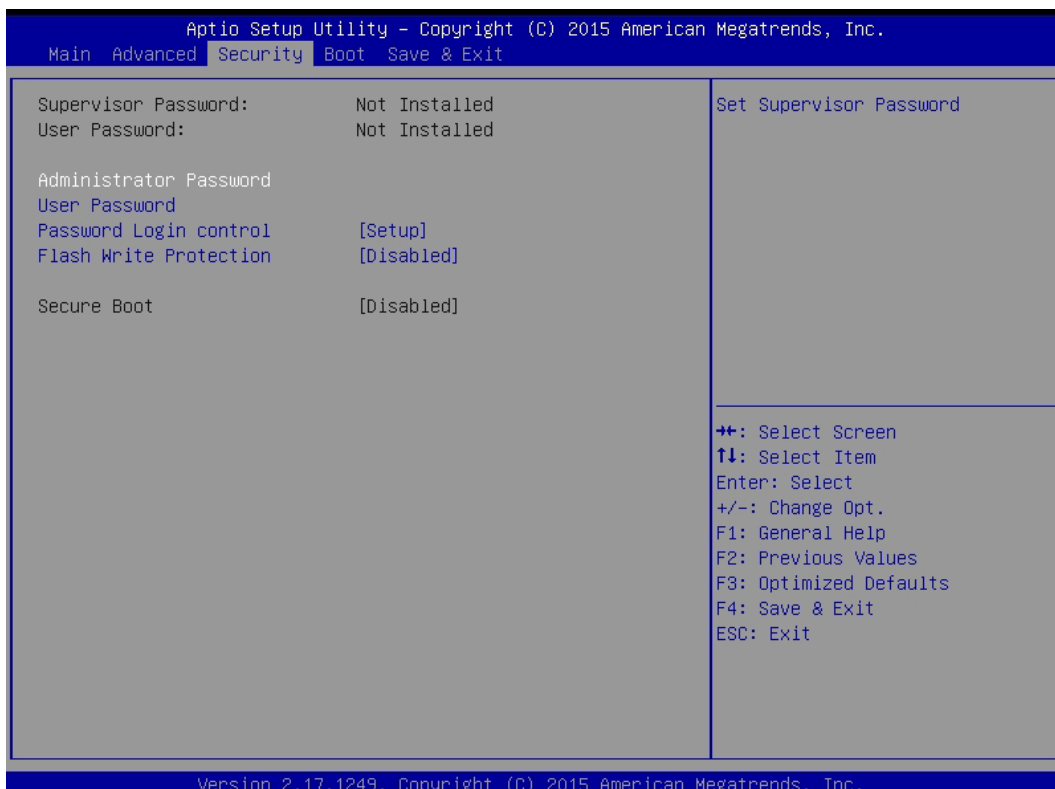 Aptio Setup Utility – Copyright (C) 2015 American Megatrends, Inc.
Main Advanced Security Boot Save & Exit
Supervisor Password: Not Installed
User Password: Not Installed
Administrator Password
User Password
Password Login control [Setup]
Flash Write Protection [Disabled]
Secure Boot [Disabled]
Set Supervisor Password
→←: Select Screen
↑↓: Select Item
Enter: Select
+/-: Change Opt.
F1: General Help
F2: Previous Values
F3: Optimized Defaults
F4: Save & Exit
ESC: Exit
Version 2.17.1249. Copyright (C) 2015 American Megatrends, Inc.